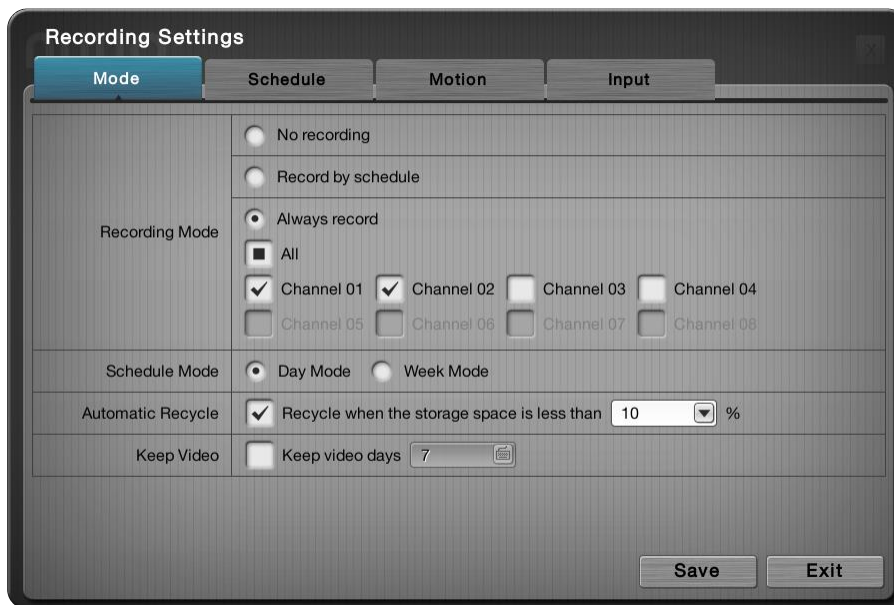 Recording Settings
X
Mode Schedule Motion Input
No recording
Record by schedule
Recording Mode
Always record
All
Channel 01 Channel 02 Channel 03 Channel 04
Channel 05 Channel 06 Channel 07 Channel 08
Schedule Mode Day Mode Week Mode
Automatic Recycle Recycle when the storage space is less than 10 %
Keep Video Keep video days 7
Save Exit